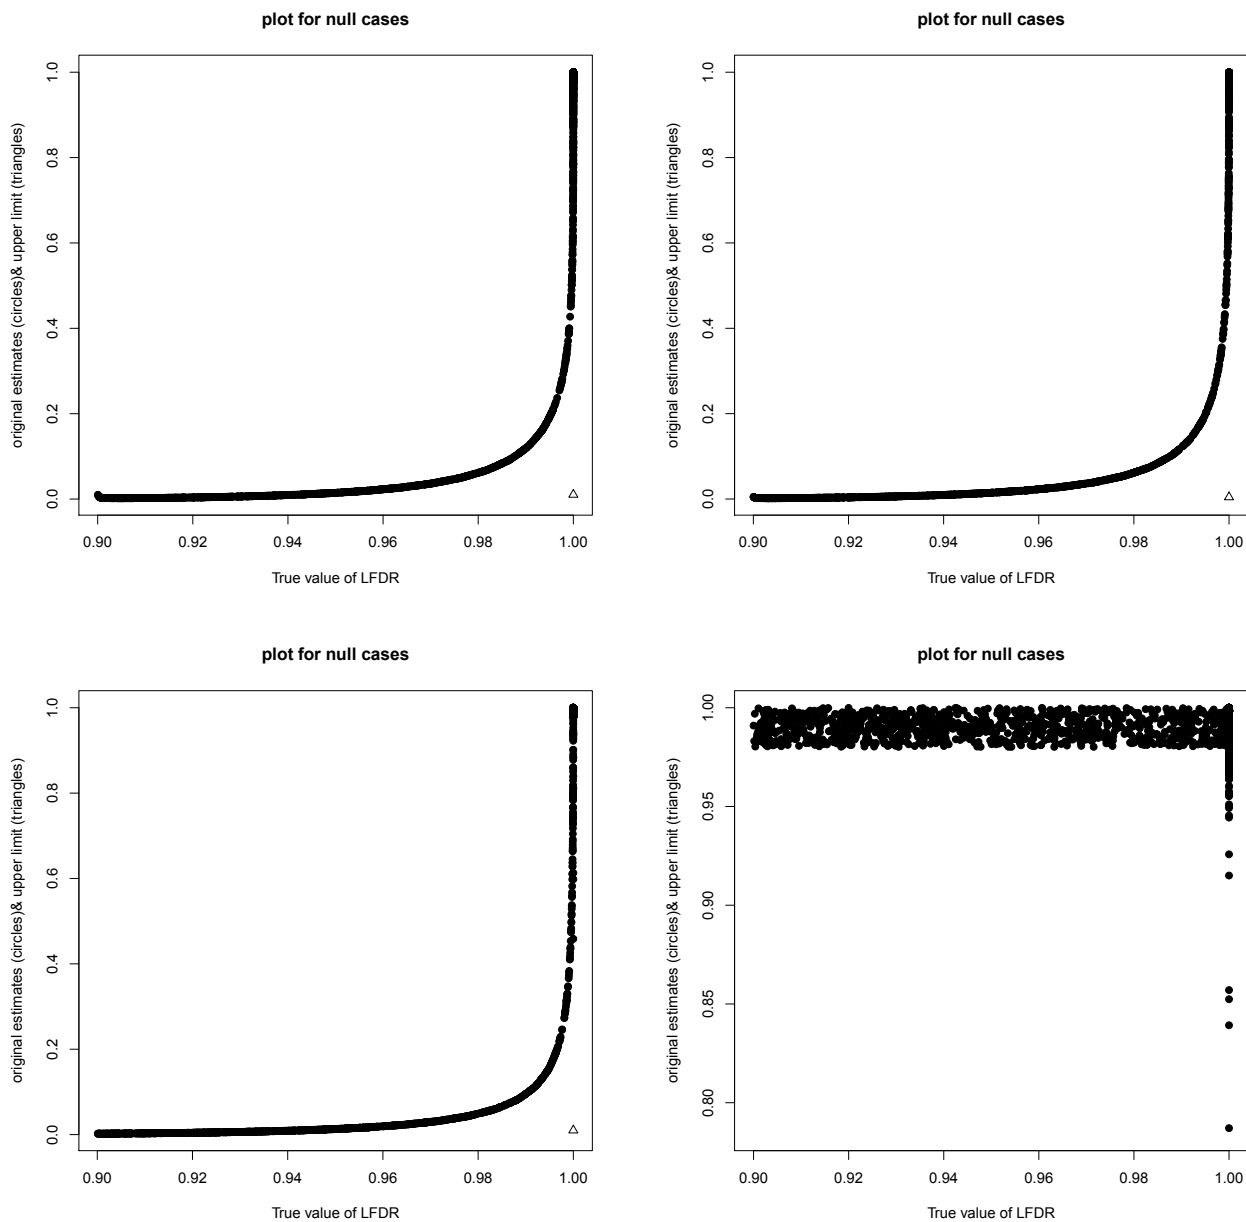 plot for null cases
original estimates (circles)& upper limit (triangles)
1.0
0.8
0.6
0.4
0.2
0.0
0.90 0.92 0.94 0.96 0.98 1.00
True value of LFDR
plot for null cases
original estimates (circles)& upper limit (triangles)
1.0
0.8
0.6
0.4
0.2
0.0
0.90 0.92 0.94 0.96 0.98 1.00
True value of LFDR
plot for null cases
original estimates (circles)& upper limit (triangles)
1.0
0.8
0.6
0.4
0.2
0.0
0.90 0.92 0.94 0.96 0.98 1.00
True value of LFDR
plot for null cases
original estimates (circles)& upper limit (triangles)
1.00
0.95
0.90
0.85
0.80
0.90 0.92 0.94 0.96 0.98 1.00
True value of LFDR